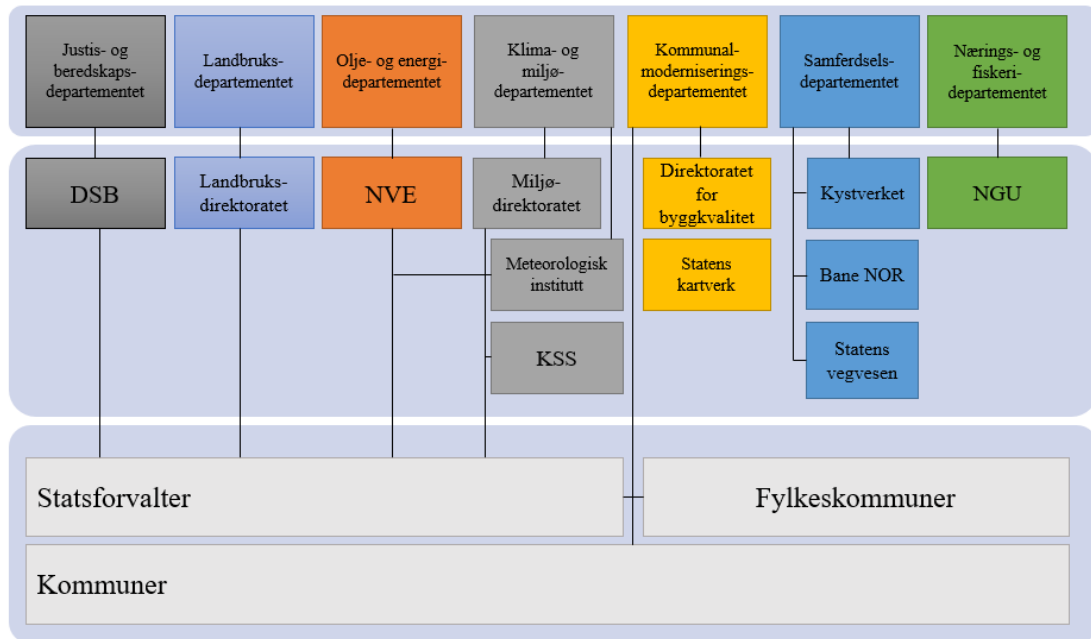 Justis- og
beredskaps-
departementet
Landbruks-
departementet
Olje- og energi-
departementet
Klima- og
miljø-
departementet
Kommunal-
moderniserings-
departementet
Samferdsels-
departementet
Nærings- og
fiskeri-
departementet
DSB
Landbruks-
direktoratet
NVE
Miljø-
direktoratet
Direktoratet
for
byggkvalitet
Kystverket
NGU
Meteorologisk
institutt
Statens
kartverk
Bane NOR
KSS
Statens
vegvesen
Statsforvalter
Fylkeskommuner
Kommuner